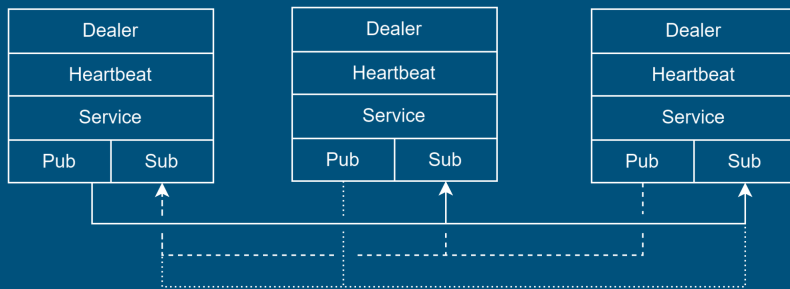 Dealer
Heartbeat
Service
Pub Sub
Dealer
Heartbeat
Service
Pub Sub
Dealer
Heartbeat
Service
Pub Sub